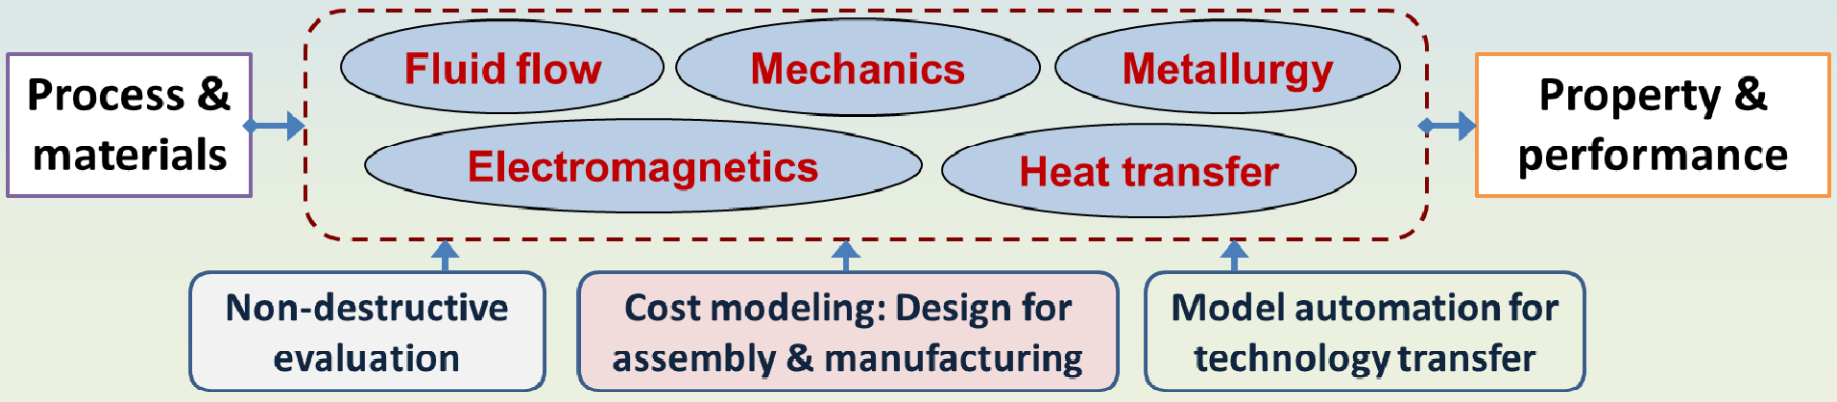 Process &
materials
Fluid flow
Mechanics
Metallurgy
Electromagnetics
Heat transfer
Property &
performance
Non-destructive
evaluation
Cost modeling: Design for
assembly & manufacturing
Model automation for
technology transfer